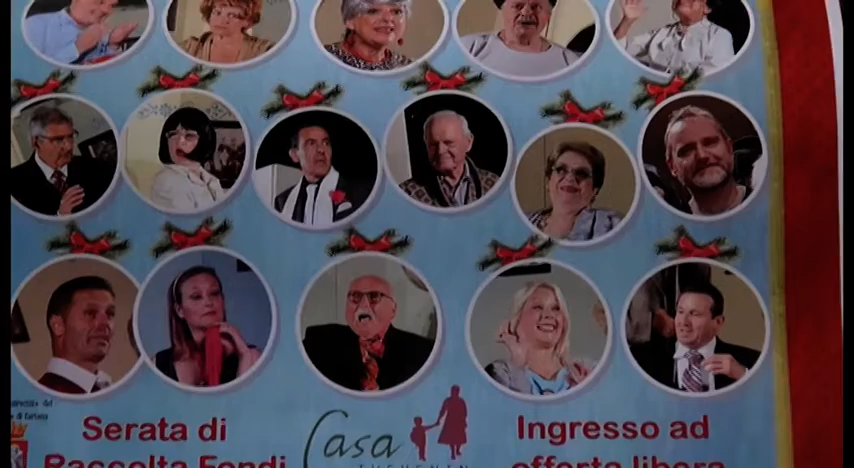 Serata di
Raccolta Fondi
Casa
Ingresso ad
offerta libera